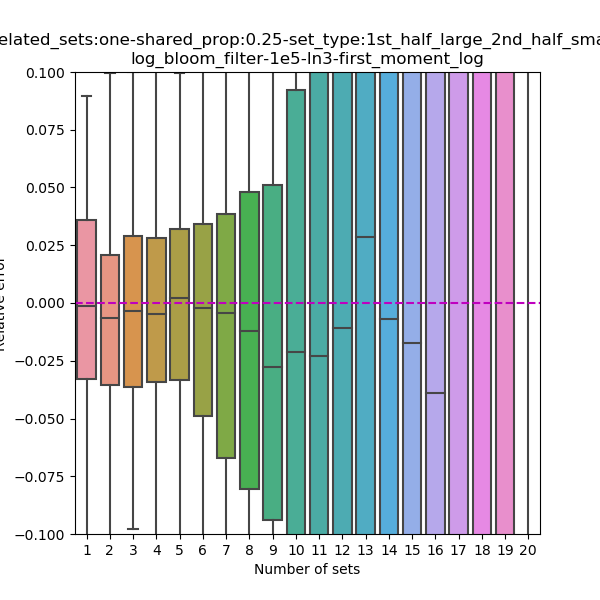 elated_sets:one-shared_prop:0.25-set_type:1st_half_large_2nd_half_sma
log_bloom_filter-1e5-ln3-first_moment_log
0.100
0.075
0.050
0.025
0.000
−0.025
−0.050
−0.075
−0.100
Relative error
1 2 3 4 5 6 7 8 9 10 11 12 13 14 15 16 17 18 19 20
Number of sets